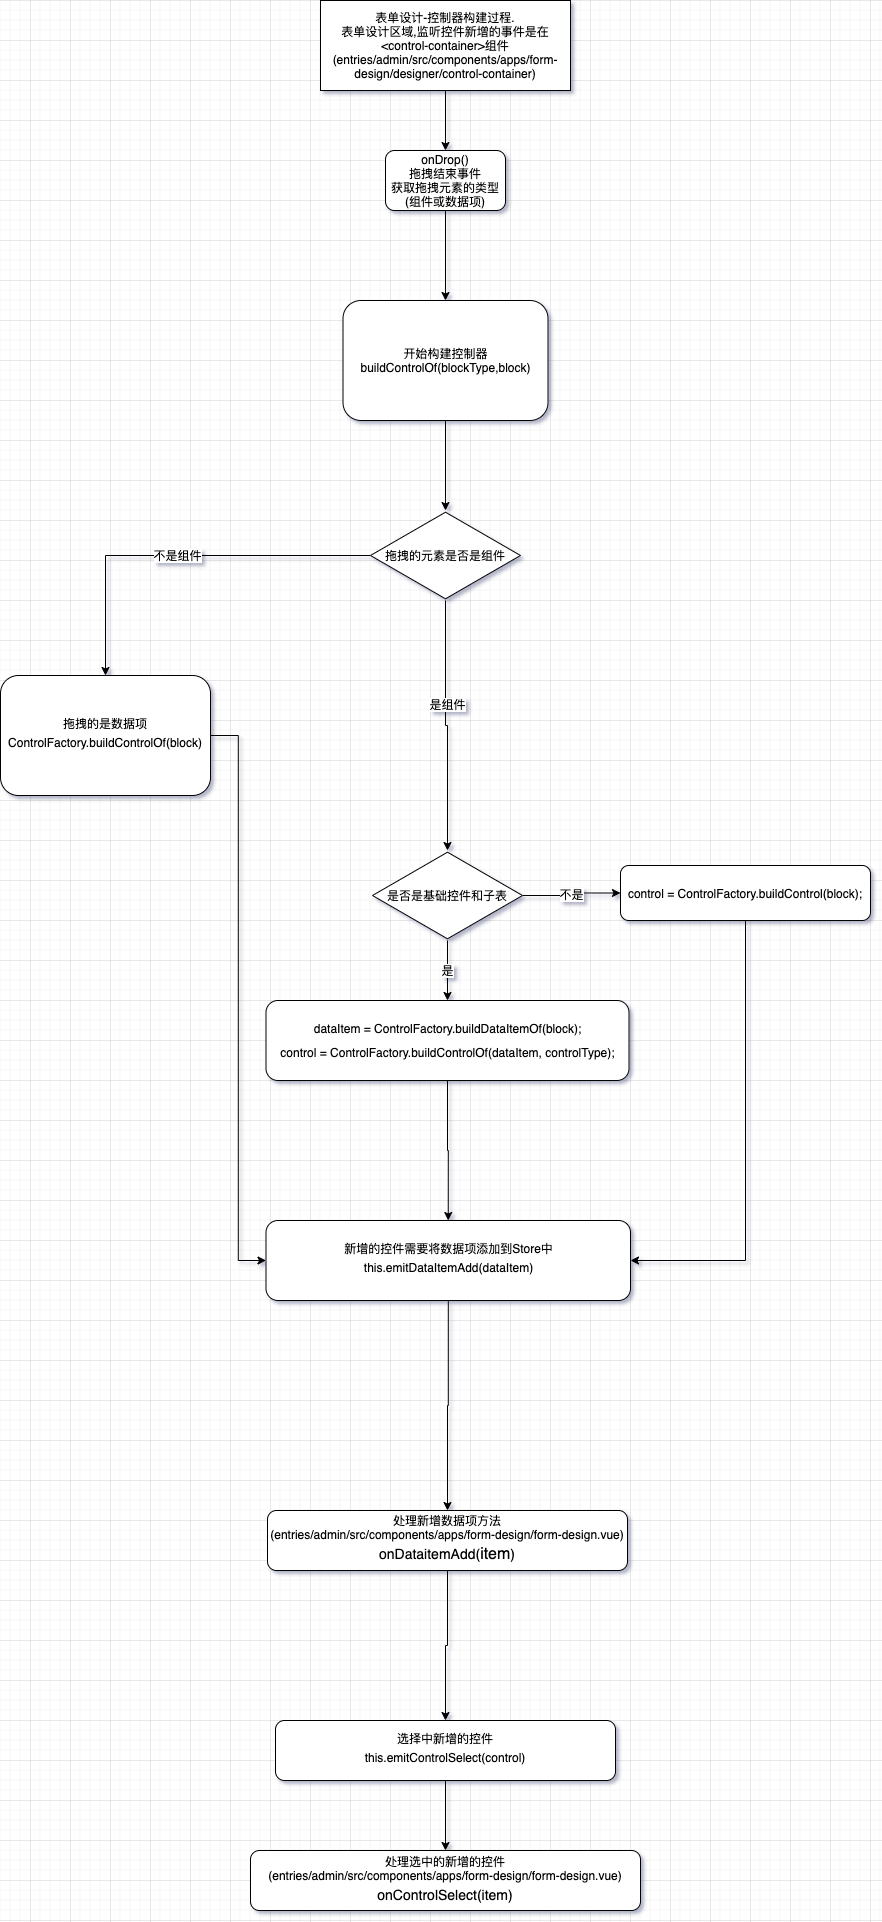 表单设计-控制器构建过程.
表单设计区域,监听控件新增的事件是在
<control-container>组件
(entries/admin/src/components/apps/form-
design/designer/control-container)
onDrop()
拖拽结束事件
获取拖拽元素的类型
(组件或数据项)
开始构建控制器
buildControlOf(blockType,block)
拖拽的元素是否是组件
不是组件
拖拽的是数据项
ControlFactory.buildControlOf(block)
是组件
是否是基础控件和子表
不是
control = ControlFactory.buildControl(block);
是
dataItem = ControlFactory.buildDataItemOf(block);
control = ControlFactory.buildControlOf(dataItem, controlType);
新增的控件需要将数据项添加到Store中
this.emitDataItemAdd(dataItem)
处理新增数据项方法
(entries/admin/src/components/apps/form-design/form-design.vue)
onDataitemAdd(item)
选择中新增的控件
this.emitControlSelect(control)
处理选中的新增的控件
(entries/admin/src/components/apps/form-design/form-design.vue)
onControlSelect(item)